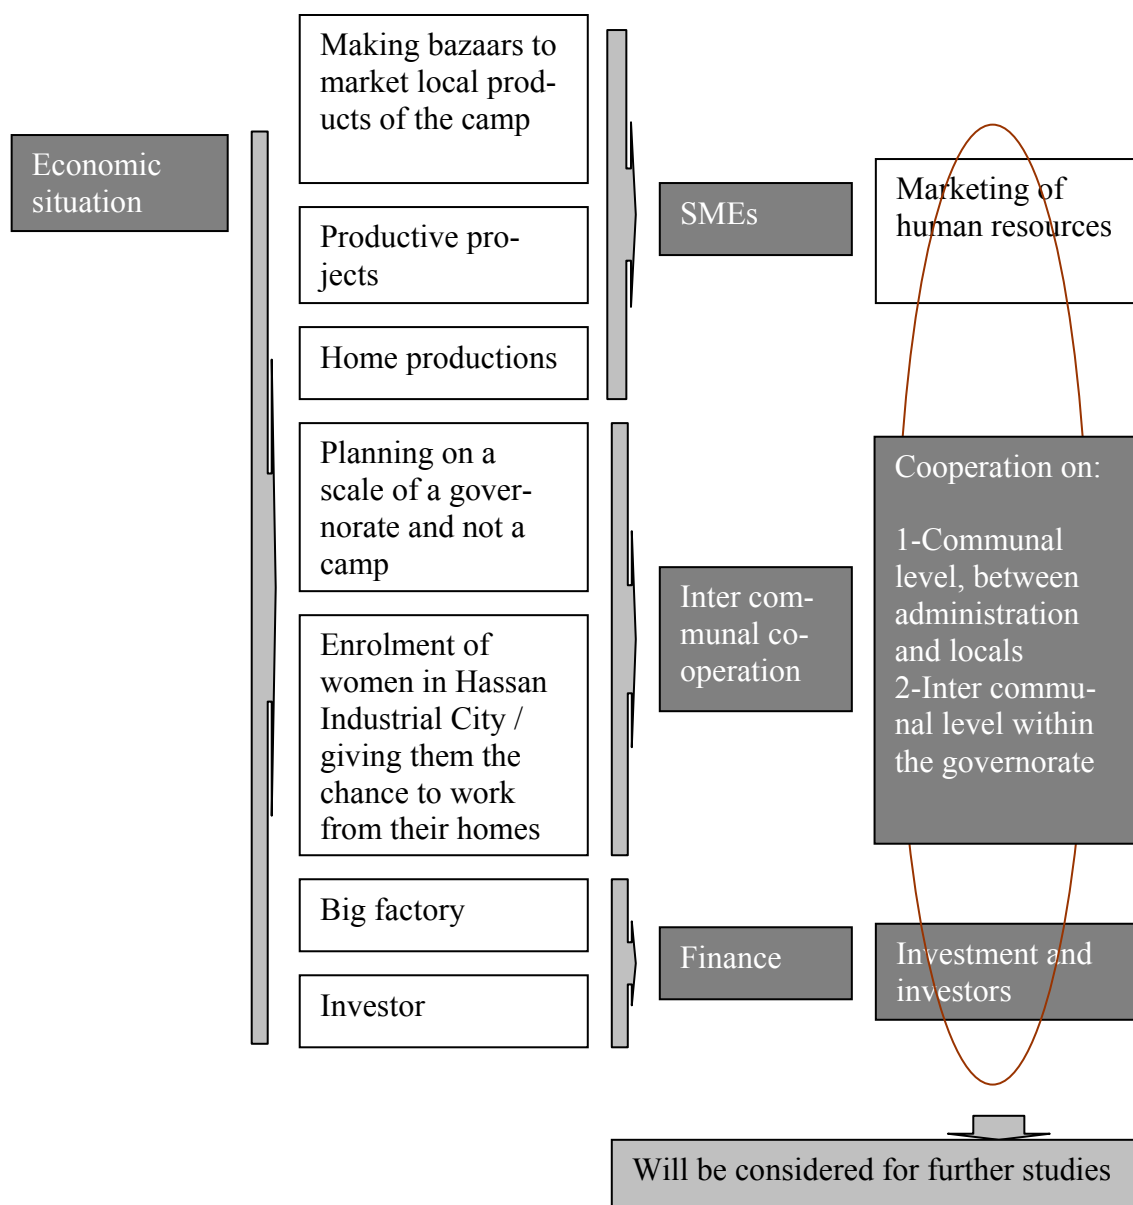 Economic
situation
Making bazaars to
market local prod-
ucts of the camp
Productive pro-
jects
Home productions
Planning on a
scale of a gover-
norate and not a
camp
Enrolment of
women in Hassan
Industrial City /
giving them the
chance to work
from their homes
Big factory
Investor
SMEs
Inter com-
munal co-
operation
Finance
Marketing of
human resources
Cooperation on:
1-Communal
level, between
administration
and locals
2-Inter commu-
nal level within
the governorate
Investment and
investors
Will be considered for further studies